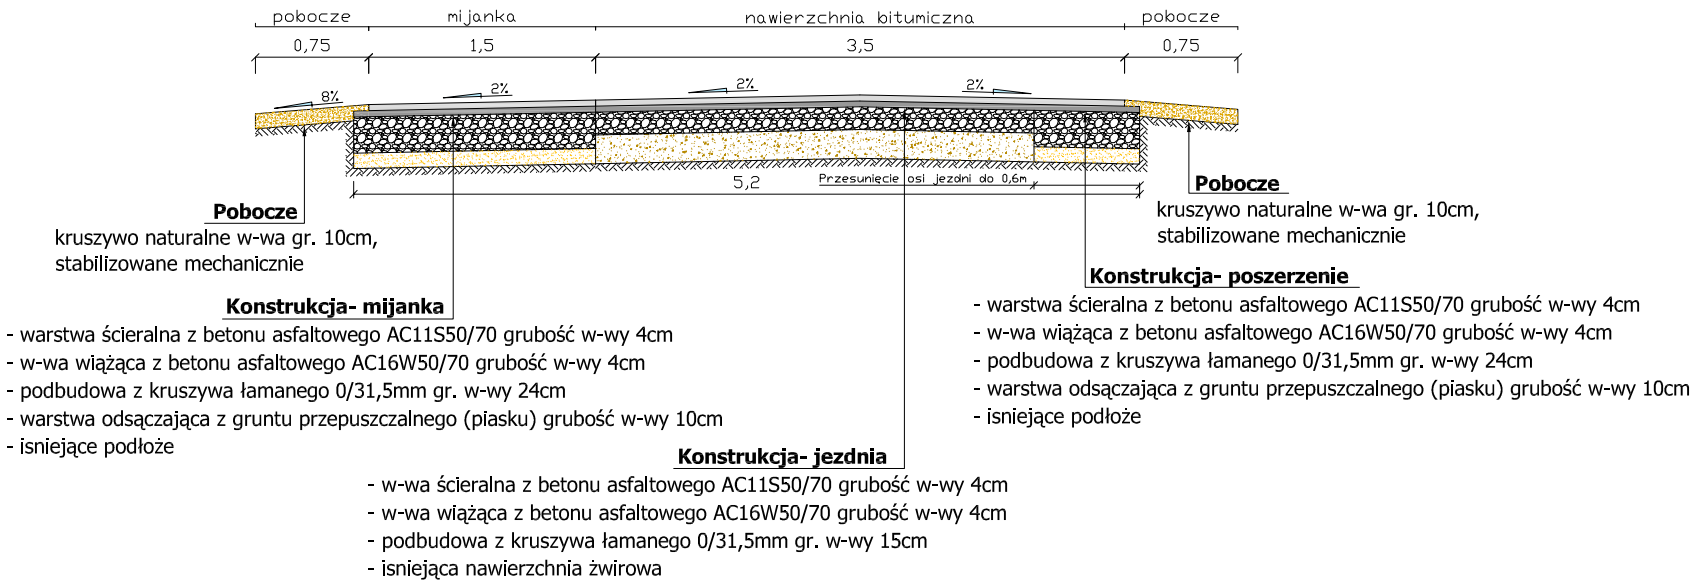 pobocze mijanka nawierzchnia bitumiczna pobocze
0,75 1,5 3,5 0,75
8% 2% 2% 2%
5,2 Przesunięcie osi jezdni do 0,6m
Pobocze
kruszywo naturalne w-wa gr. 10cm,
stabilizowane mechanicznie
Pobocze
kruszywo naturalne w-wa gr. 10cm,
stabilizowane mechanicznie
Konstrukcja- mijanka
- warstwa ścieralna z betonu asfaltowego AC11S50/70 grubość w-wy 4cm
- w-wa wiążąca z betonu asfaltowego AC16W50/70 grubość w-wy 4cm
- podbudowa z kruszywa łamanego 0/31,5mm gr. w-wy 24cm
- warstwa odsączająca z gruntu przepuszczalnego (piasku) grubość w-wy 10cm
- isniejące podłoże
Konstrukcja- poszerzenie
- warstwa ścieralna z betonu asfaltowego AC11S50/70 grubość w-wy 4cm
- w-wa wiążąca z betonu asfaltowego AC16W50/70 grubość w-wy 4cm
- podbudowa z kruszywa łamanego 0/31,5mm gr. w-wy 24cm
- warstwa odsączająca z gruntu przepuszczalnego (piasku) grubość w-wy 10cm
- isniejące podłoże
Konstrukcja- jezdnia
- w-wa ścieralna z betonu asfaltowego AC11S50/70 grubość w-wy 4cm
- w-wa wiążąca z betonu asfaltowego AC16W50/70 grubość w-wy 4cm
- podbudowa z kruszywa łamanego 0/31,5mm gr. w-wy 15cm
- isniejąca nawierzchnia żwirowa